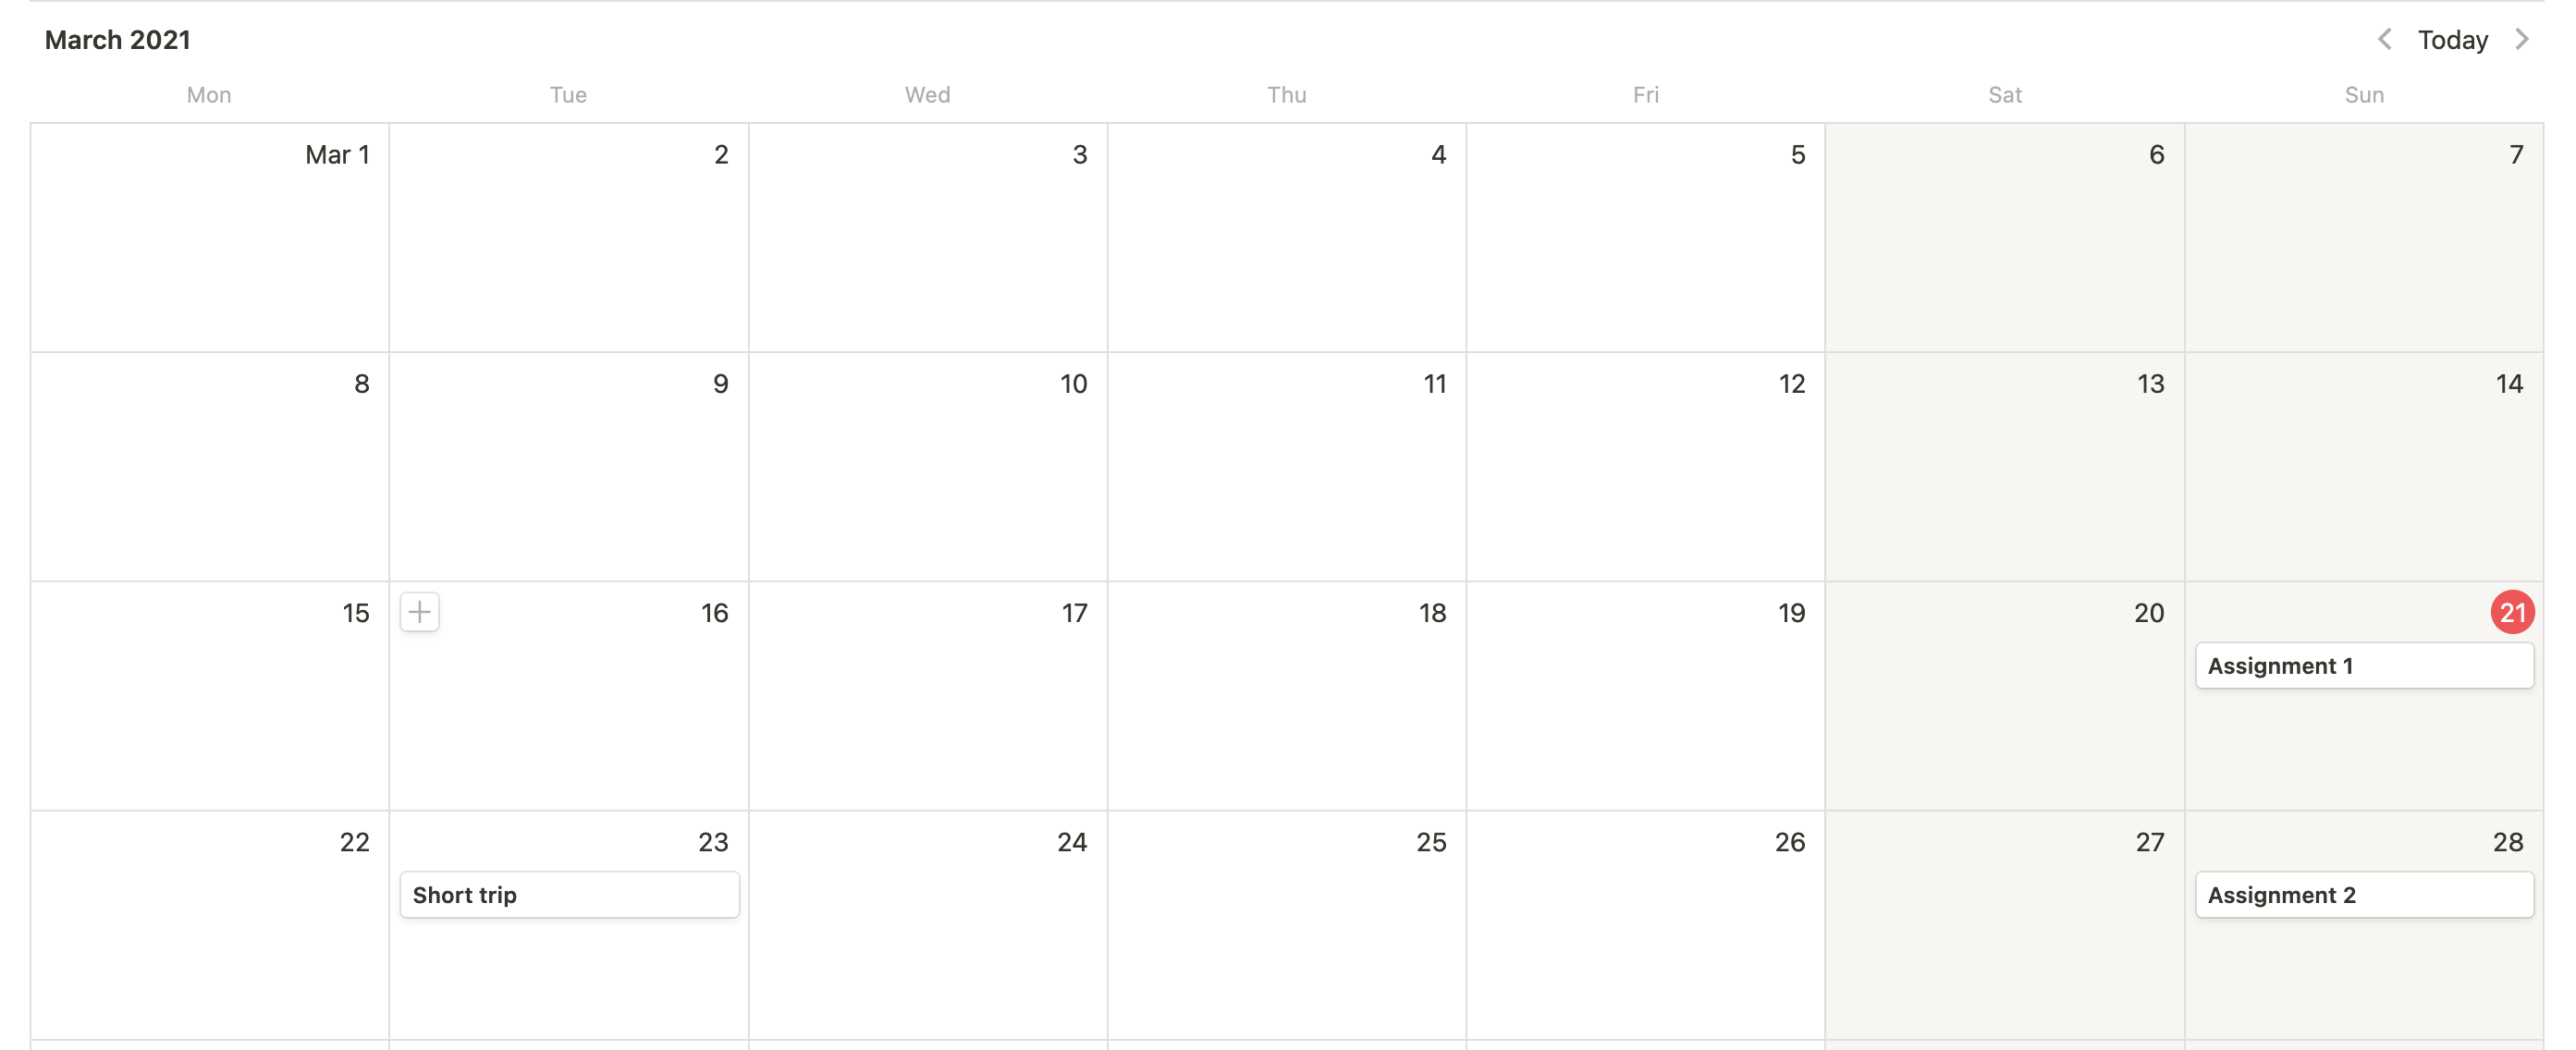 March 2021 Today
Mon Tue Wed Thu Fri Sat Sun
Mar 1 2 3 4 5 6 7
8 9 10 11 12 13 14
15 16 17 18 19 20 21
Assignment 1
22 23 24 25 26 27 28
Short trip Assignment 2